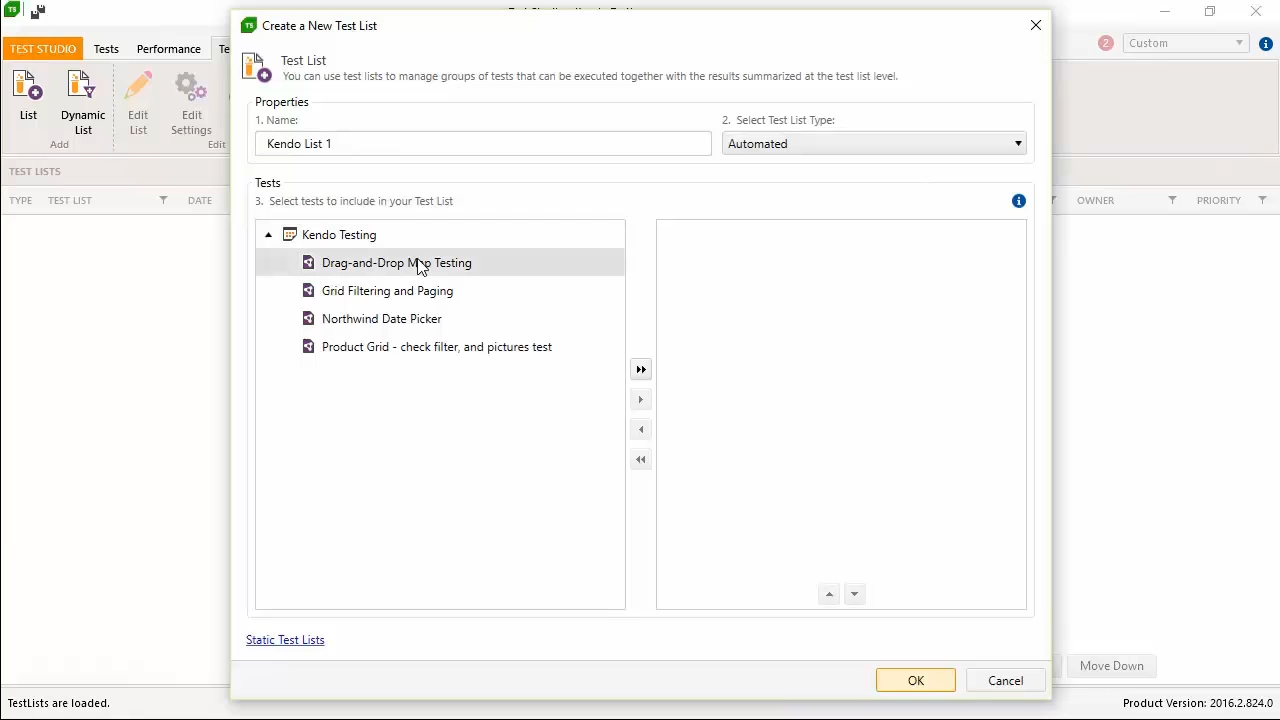 TS
Create a New Test List
TEST STUDIO
Tests
Performance
2
Custom
i
Test List
You can use test lists to manage groups of tests that can be executed together with the results summarized at the test list level.
List
Dynamic
List
Edit
List
Edit
Settings
Add
Edit
Properties
1. Name:
2. Select Test List Type:
Kendo List 1
Automated
TEST LISTS
TYPE
TEST LIST
DATE
OWNER
PRIORITY
Tests
3. Select tests to include in your Test List
Kendo Testing
Drag-and-Drop Map Testing
Grid Filtering and Paging
Northwind Date Picker
Product Grid - check filter, and pictures test
Static Test Lists
Move Down
OK
Cancel
TestLists are loaded.
Product Version: 2016.2.824.0